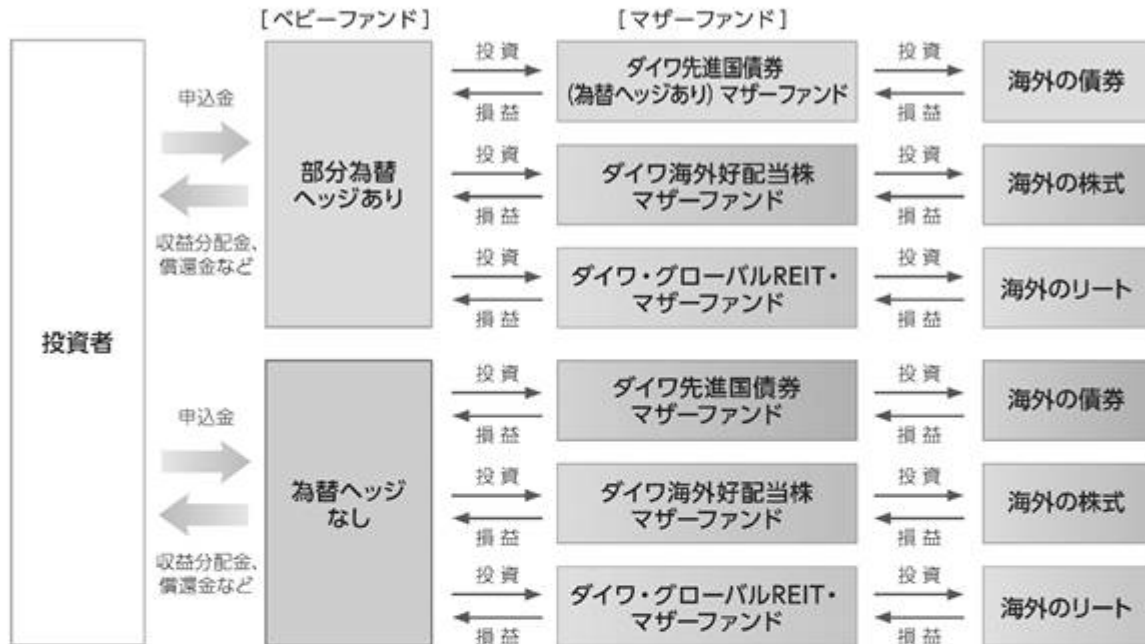 [ベビーファンド]
[マザーファンド]
投資者
申込金
収益分配金、
償還金など
部分為替
ヘッジあり
投資
損益
ダイワ先進国債券
(為替ヘッジあり) マザーファンド
投資
損益
海外の債券
投資
損益
ダイワ海外好配当株
マザーファンド
投資
損益
海外の株式
投資
損益
ダイワ・グローバルREIT・
マザーファンド
投資
損益
海外のリート
申込金
収益分配金、
償還金など
為替ヘッジ
なし
投資
損益
ダイワ先進国債券
マザーファンド
投資
損益
海外の債券
投資
損益
ダイワ海外好配当株
マザーファンド
投資
損益
海外の株式
投資
損益
ダイワ・グローバルREIT・
マザーファンド
投資
損益
海外のリート